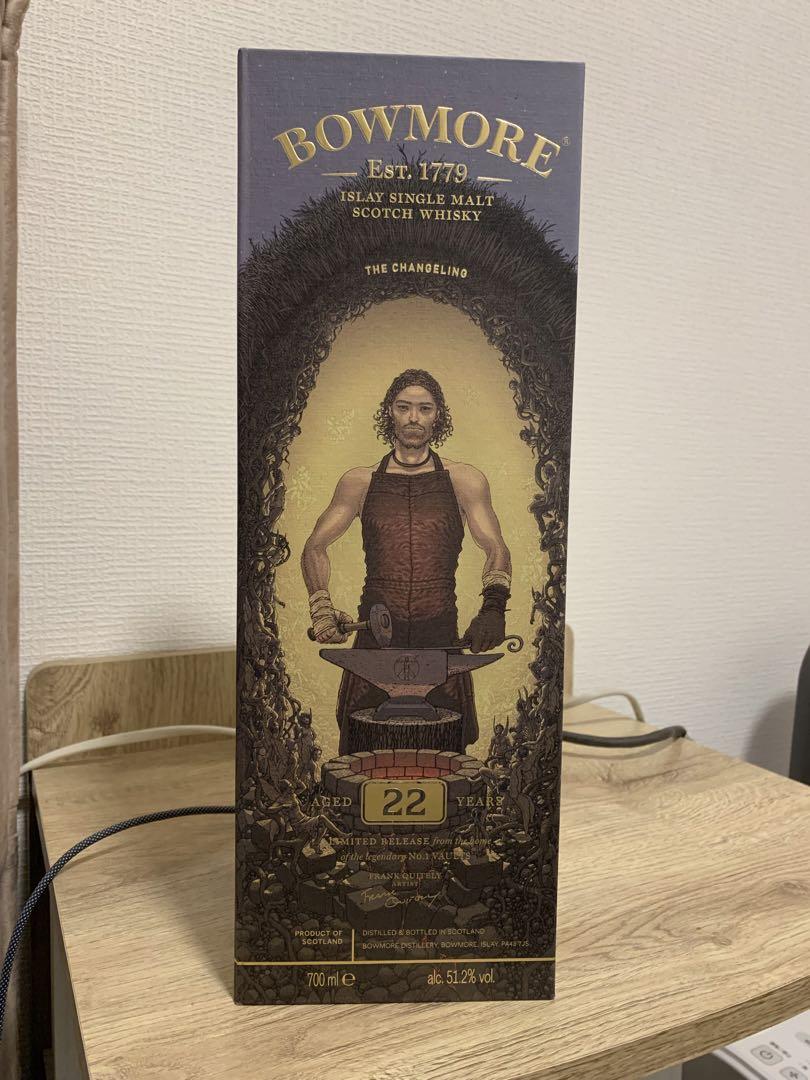 BOWMORE®
EST. 1779
ISLAY SINGLE MALT
SCOTCH WHISKY
THE CHANGELING
AGED 22 YEARS
LIMITED RELEASE from the home
of the legendary NO.1 VAULTS
FRANK QUITELY
ARTIST
Frank Quitely
PRODUCT OF
SCOTLAND
DISTILLED & BOTTLED IN SCOTLAND
BOWMORE DISTILLERY, BOWMORE, ISLAY, PA43 7JS.
700 ml e
alc. 51.2% vol.